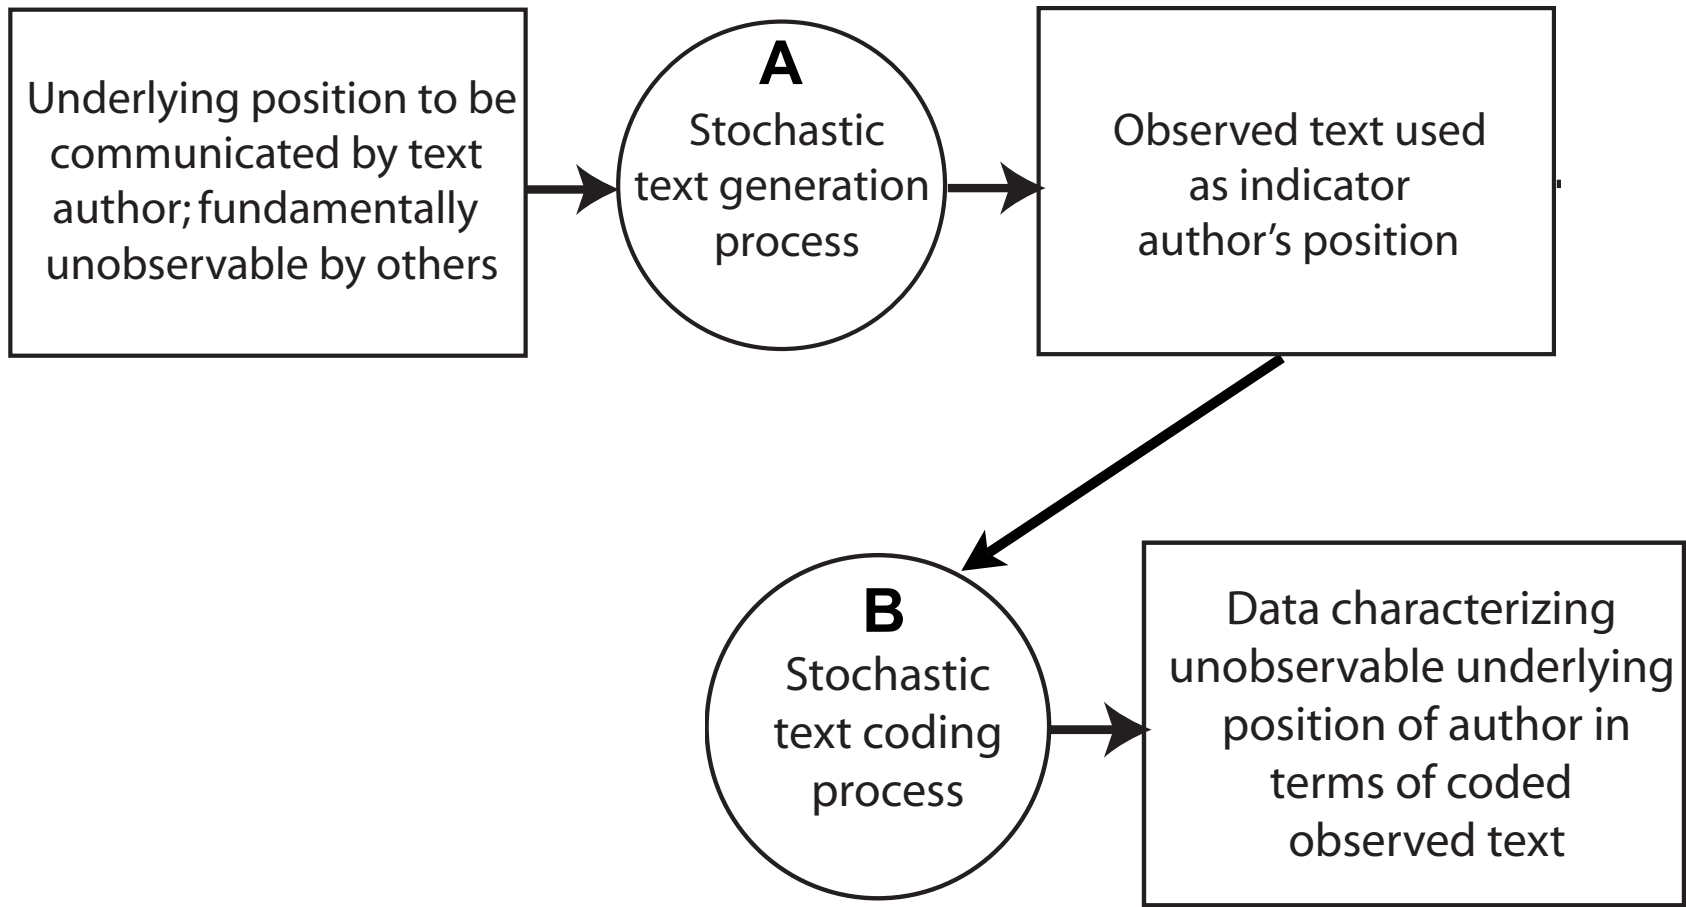 Underlying position to be
communicated by text
author; fundamentally
unobservable by others
A
Stochastic
text generation
process
Observed text used
as indicator
author’s position
B
Stochastic
text coding
process
Data characterizing
unobservable underlying
position of author in
terms of coded
observed text